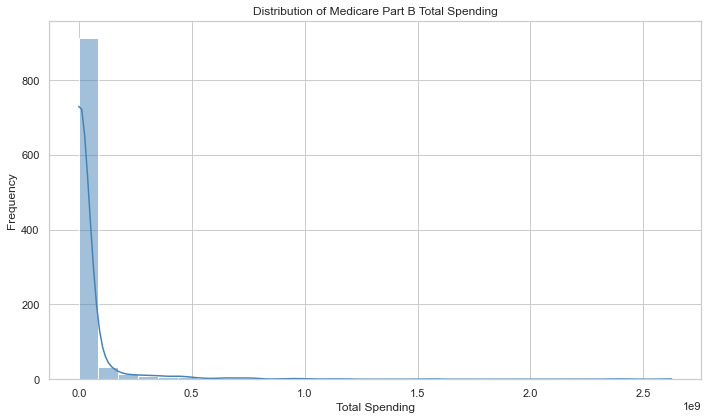 Distribution of Medicare Part B Total Spending
Frequency
800
600
400
200
0
0.0 0.5 1.0 1.5 2.0 2.5
1e9
Total Spending